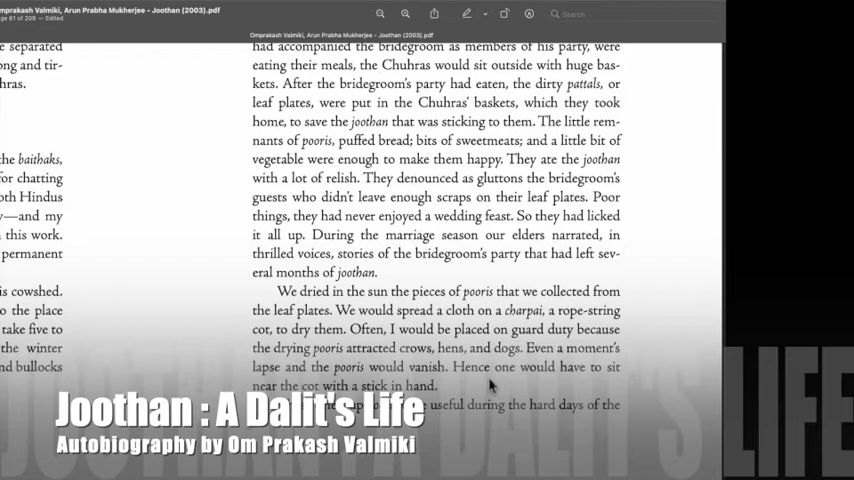 Valmiki, Arun Prabha Mukherjee - Joothan (2003).pdf
ge 61 of 209 — Edited
Search
Omprakash Valmiki, Arun Prabha Mukherjee - Joothan (2003).pdf
e separated
ong and tir-
hras.
the baithaks,
for chatting
oth Hindus
y—and my
n this work.
permanent
is cowshed.
o the place
take five to
the winter
nd bullocks
had accompanied the bridegroom as members of his party, were
eating their meals, the Chuhras would sit outside with huge bas-
kets. After the bridegroom's party had eaten, the dirty pattals, or
leaf plates, were put in the Chuhras' baskets, which they took
home, to save the joothan that was sticking to them. The little rem-
nants of pooris, puffed bread; bits of sweetmeats; and a little bit of
vegetable were enough to make them happy. They ate the joothan
with a lot of relish. They denounced as gluttons the bridegroom's
guests who didn't leave enough scraps on their leaf plates. Poor
things, they had never enjoyed a wedding feast. So they had licked
it all up. During the marriage season our elders narrated, in
thrilled voices, stories of the bridegroom's party that had left sev-
eral months of joothan.
We dried in the sun the pieces of pooris that we collected from
the leaf plates. We would spread a cloth on a charpai, a rope-string
cot, to dry them. Often, I would be placed on guard duty because
the drying pooris attracted crows, hens, and dogs. Even a moment's
lapse and the pooris would vanish. Hence one would have to sit
near the cot with a stick in hand.
useful during the hard days of the
Joothan : A Dalit's Life
Autobiography by Om Prakash Valmiki
DALIT'S LIFE